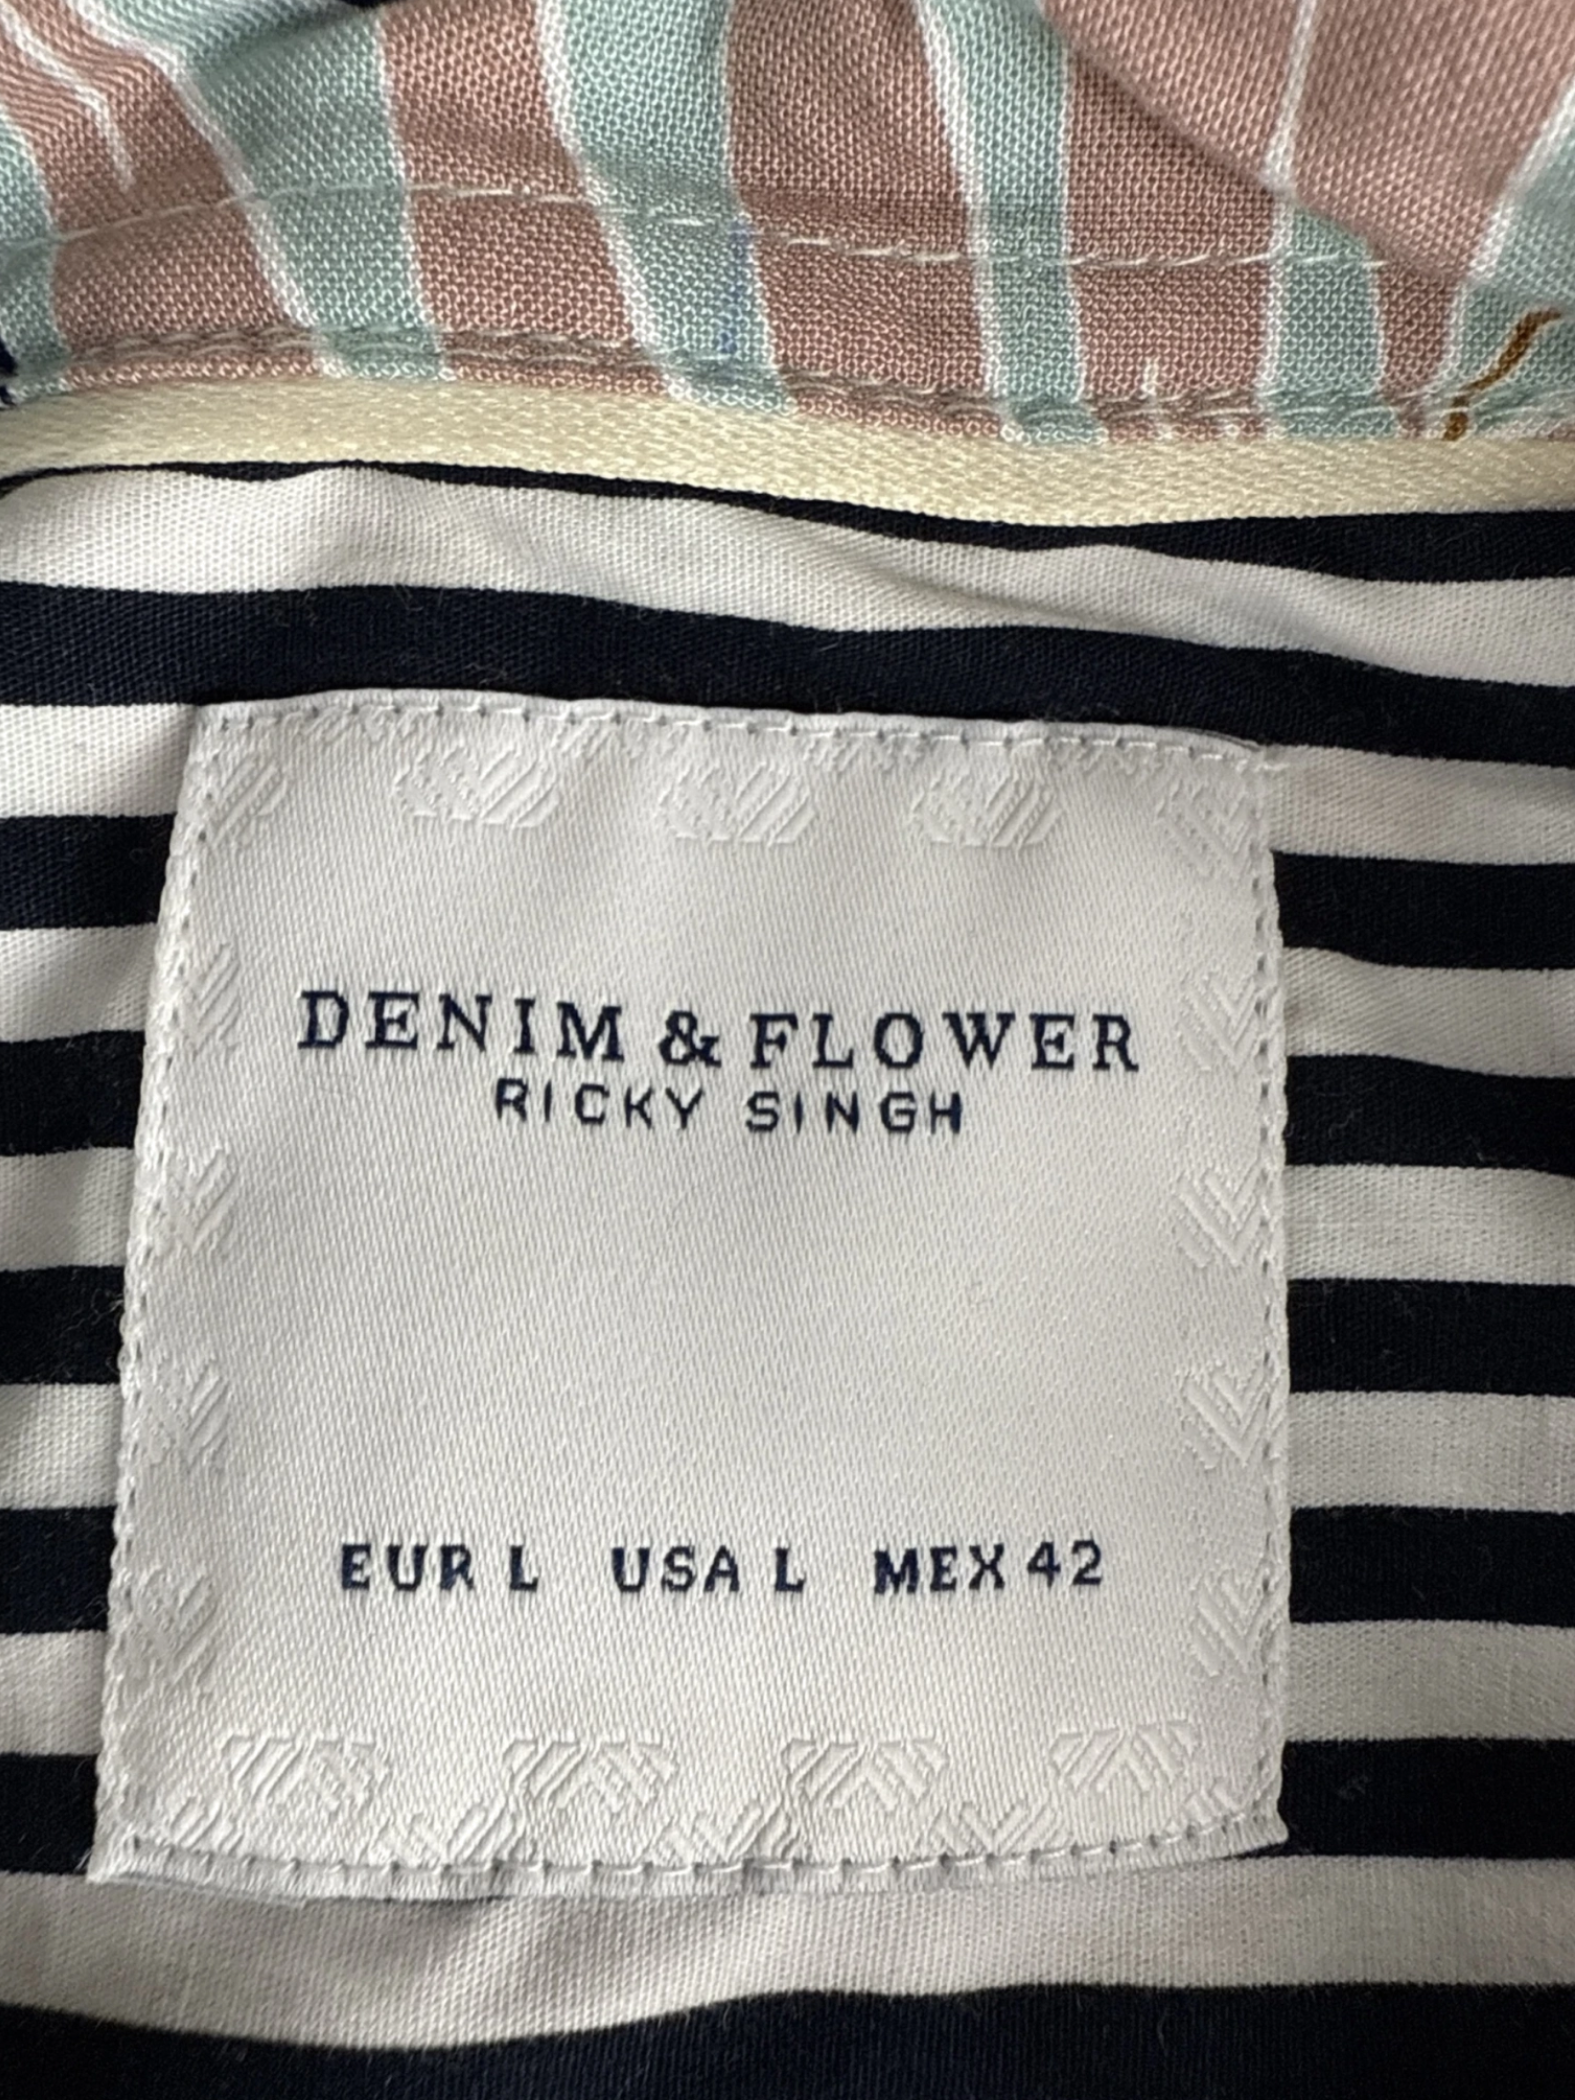 DENIM & FLOWER
RICKY SINGH
EUR L USA L MEX 42